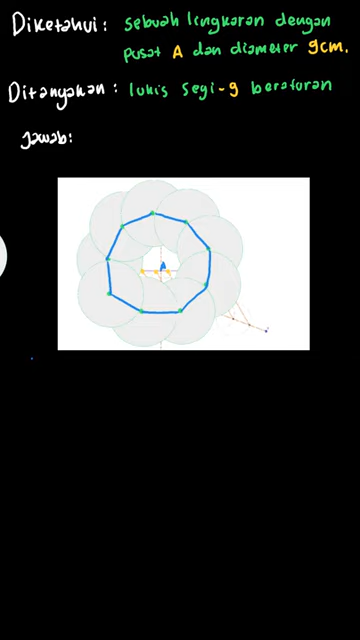 Diketahui: sebuah lingkaran dengan
pusat A dan diameter 9cm.
Ditanyakan: lukis segi-9 beraturan
Jawab:
A